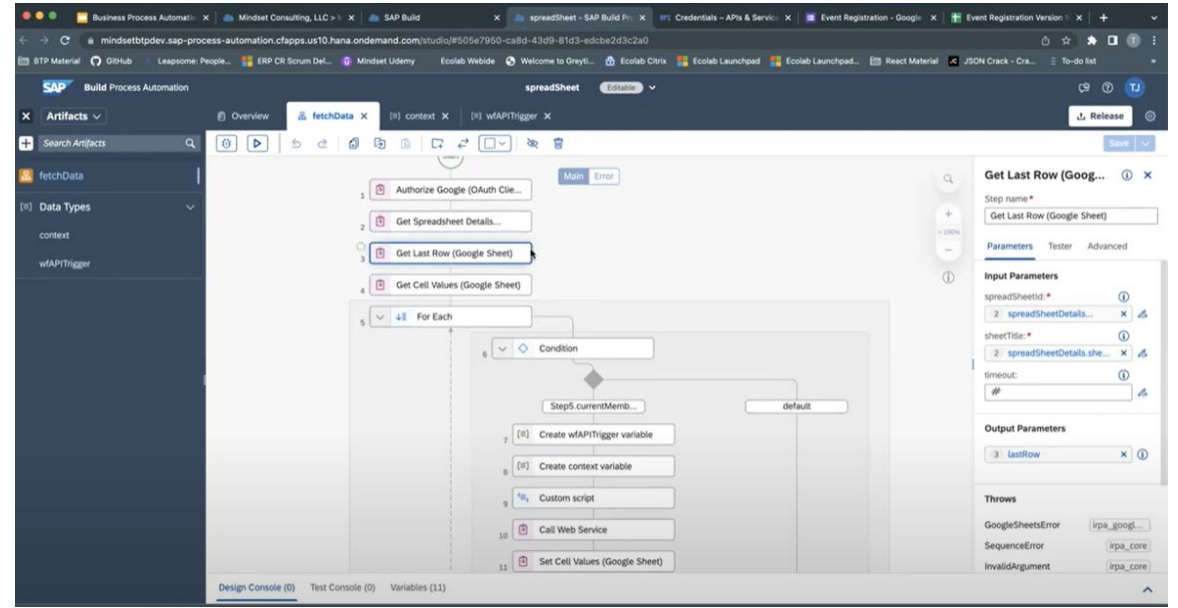 Business Process Automatic
Mindset Consulting, LLC >
SAP Build
spreadSheet - SAP Build Pro
Credentials – APIs & Service
Event Registration - Google
Event Registration Version 1
mindsetbtpdev.sap-process-automation.cfapps.us10.hana.ondemand.com/studio/#505e7950-ca8d-43d9-81d3-edcbe2d3c2a0
BTP Material
GitHub
Leapsome: People...
ERP CR Scrum Del...
Mindset Udemy
Ecolab Webide
Welcome to Greyti...
Ecolab Citrix
Ecolab Launchpad
Ecolab Launchpad...
React Material
JSON Crack - Cra...
To-do list
SAP Build Process Automation
spreadSheet Editable
TJ
Artifacts
Overview
fetchData
context
wfAPITrigger
Release
Search Artifacts
Save
fetchData
Data Types
context
wfAPITrigger
Start
Main Error
1 Authorize Google (OAuth Clie...
2 Get Spreadsheet Details...
3 Get Last Row (Google Sheet)
4 Get Cell Values (Google Sheet)
5 For Each
6 Condition
Step5.currentMemb...
default
7 Create wfAPITrigger variable
8 Create context variable
9 Custom script
10 Call Web Service
11 Set Cell Values (Google Sheet)
~ 100%
Get Last Row (Goog...
Step name*
Get Last Row (Google Sheet)
Parameters Tester Advanced
Input Parameters
spreadSheetId:*
2 spreadSheetDetails...
sheetTitle:*
2 spreadSheetDetails.she...
timeout:
#
Output Parameters
3 lastRow
Throws
GoogleSheetsError irpa_googl...
SequenceError irpa_core
InvalidArgument irpa_core
Design Console (0) Test Console (0) Variables (11)